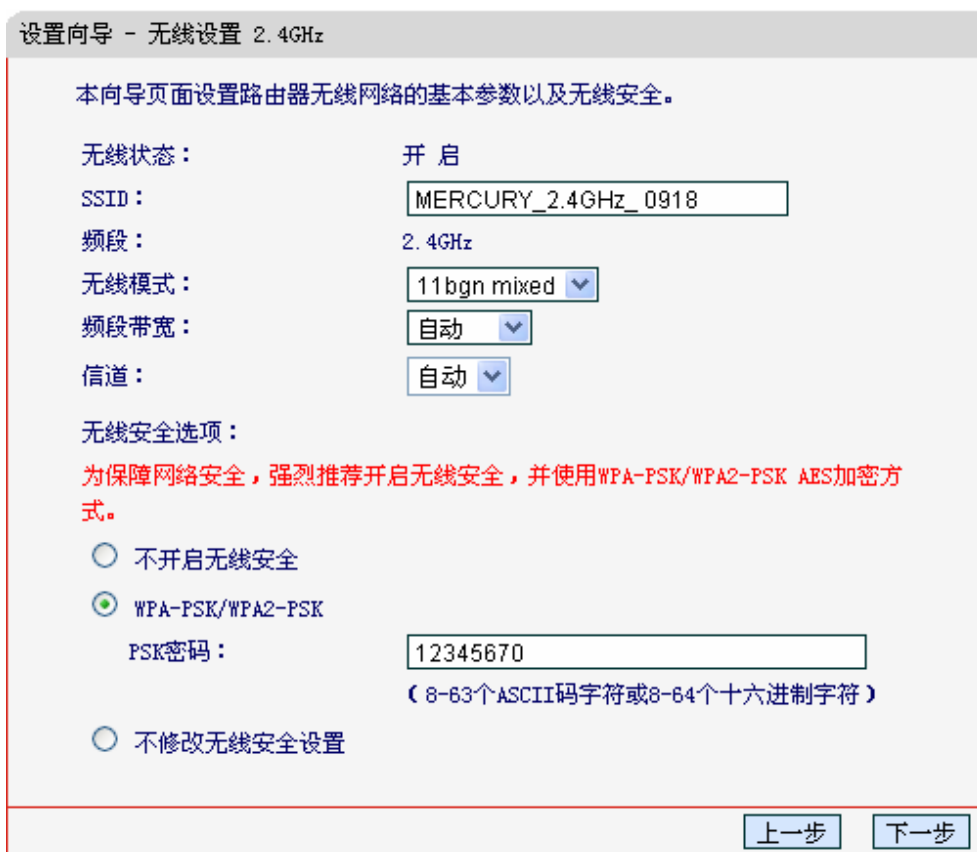 设置向导 - 无线设置 2.4GHz
本向导页面设置路由器无线网络的基本参数以及无线安全。
无线状态： 开 启
SSID： MERCURY_2.4GHz_ 0918
频段： 2.4GHz
无线模式： 11bgn mixed
频段带宽： 自动
信道： 自动
无线安全选项：
为保障网络安全，强烈推荐开启无线安全，并使用WPA-PSK/WPA2-PSK AES加密方
式。
不开启无线安全
WPA-PSK/WPA2-PSK
PSK密码： 12345670
（8-63个ASCII码字符或8-64个十六进制字符）
不修改无线安全设置
上一步 下一步